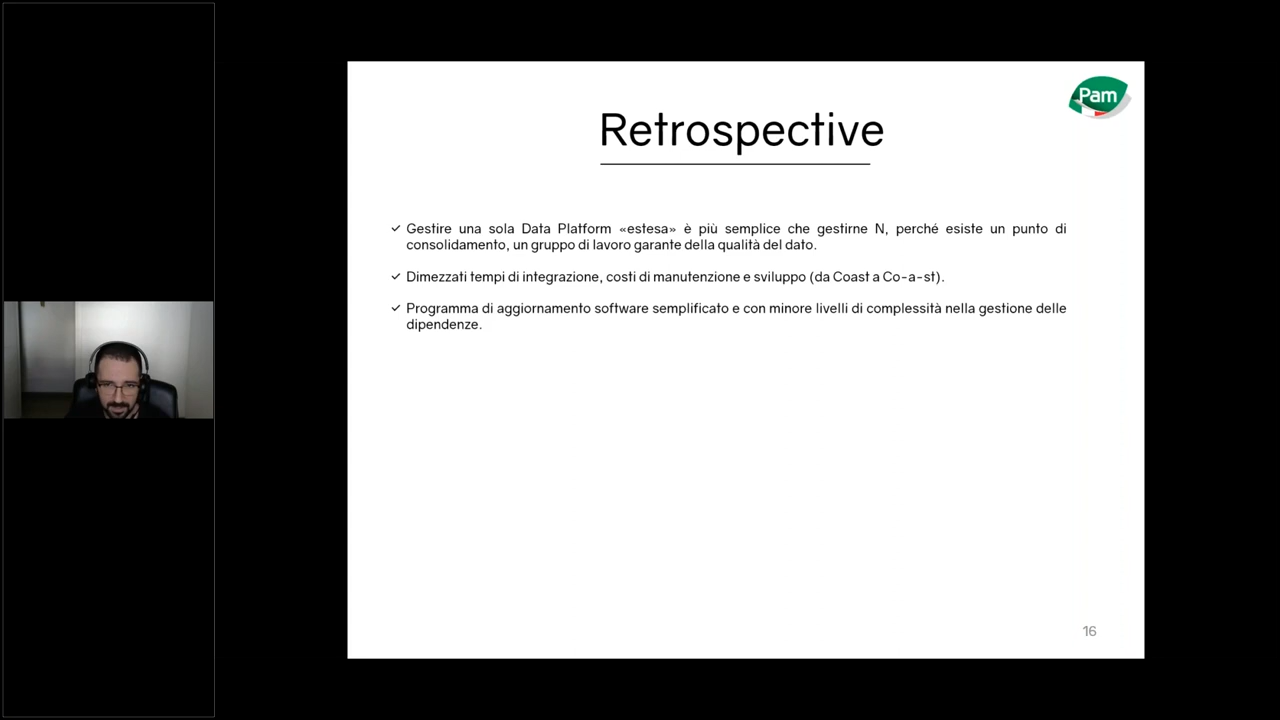 Pam
Retrospective
✓ Gestire una sola Data Platform «estesa» è più semplice che gestirne N, perché esiste un punto di
consolidamento, un gruppo di lavoro garante della qualità del dato.
✓ Dimezzati tempi di integrazione, costi di manutenzione e sviluppo (da Coast a Co-a-st).
✓ Programma di aggiornamento software semplificato e con minore livelli di complessità nella gestione delle
dipendenze.
16